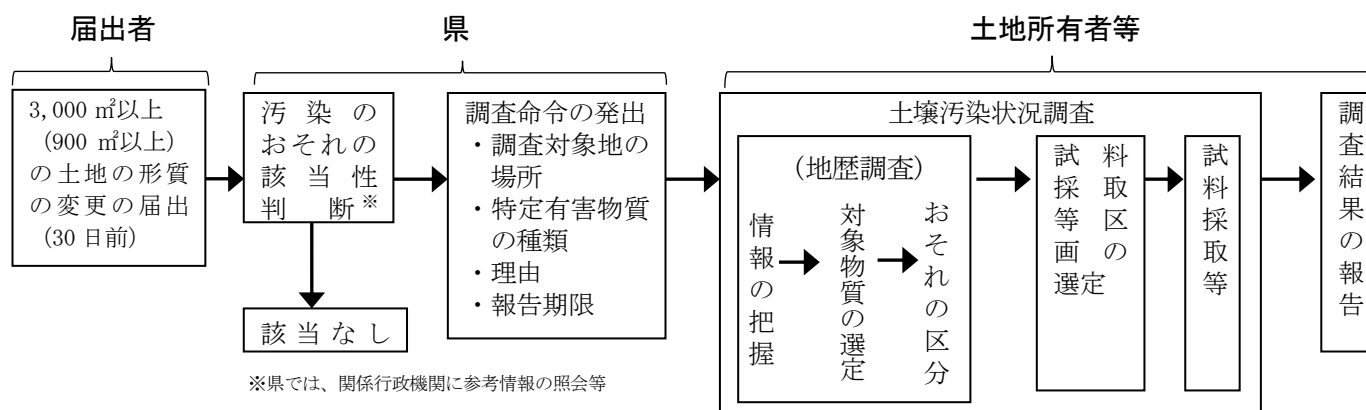 届出者
県
土地所有者等
3,000 ㎡以上
(900 ㎡以上)
の土地の形質
の変更の届出
(30 日前)
汚染の
おそれの
該当性
判断※
該当なし
※県では、関係行政機関に参考情報の照会等
調査命令の発出
・調査対象地の
場所
・特定有害物質
の種類
・理由
・報告期限
土壌汚染状況調査
(地歴調査)
情報の把握
対象物質の選定
おそれの区分
試料
採取
等区
画の
選定
試料採取等
調査結果の報告